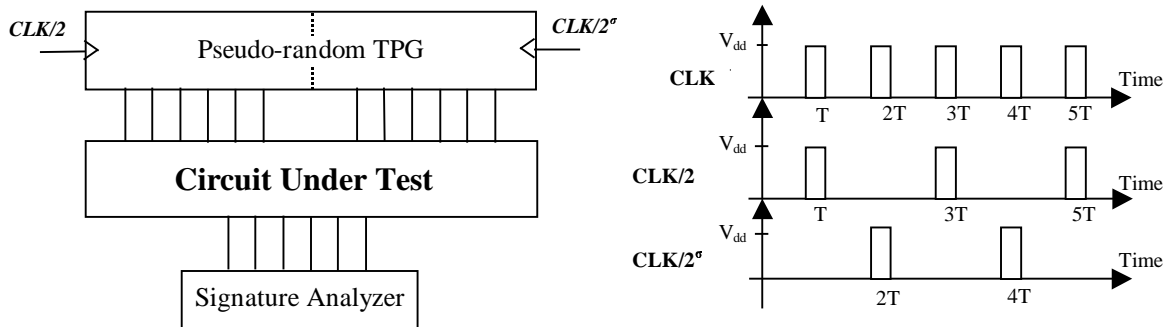 CLK/2
Pseudo-random TPG
CLK/2σ
Circuit Under Test
Signature Analyzer
Vdd
CLK
Time
T 2T 3T 4T 5T
Vdd
CLK/2
Time
T 3T 5T
Vdd
CLK/2σ
Time
2T 4T